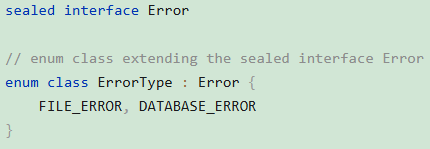 sealed interface Error
// enum class extending the sealed interface Error
enum class ErrorType : Error {
    FILE_ERROR, DATABASE_ERROR
}